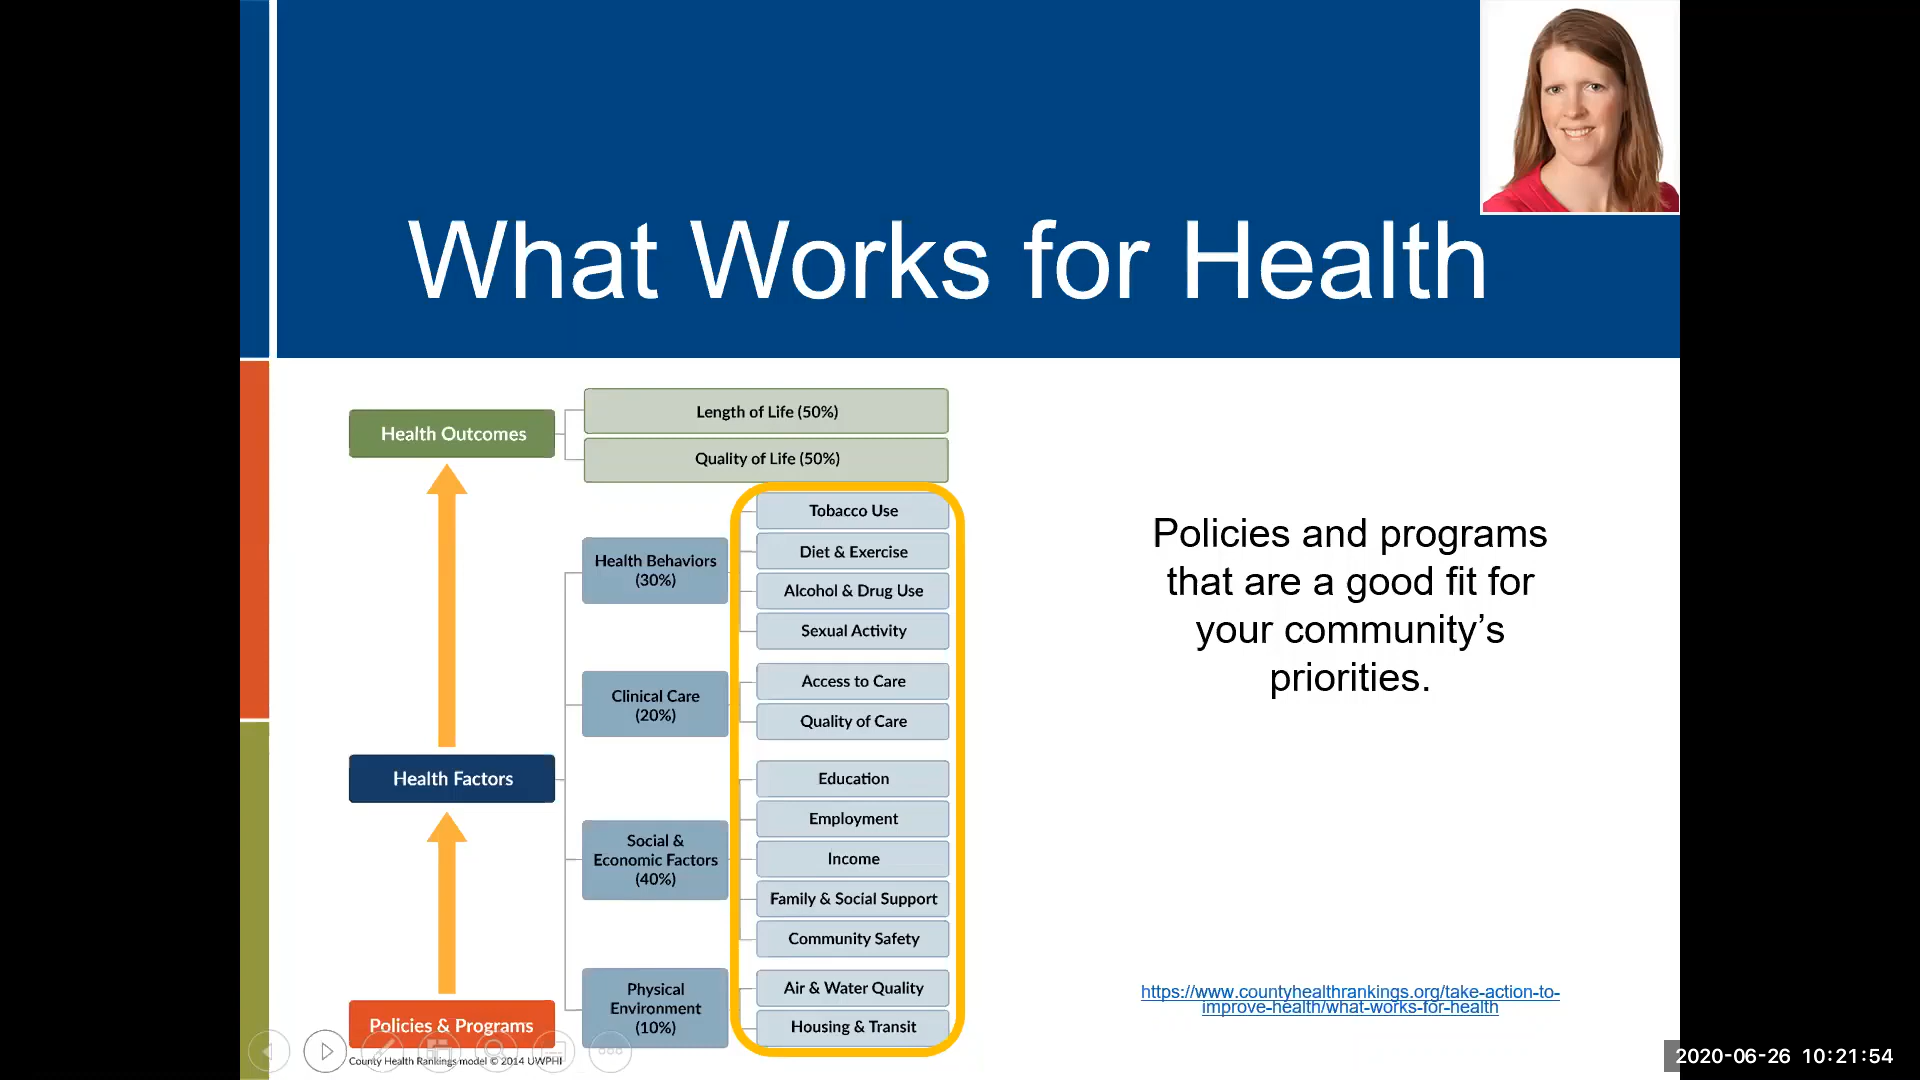 What Works for Health
Health Outcomes
Length of Life (50%)
Quality of Life (50%)
Health Factors
Health Behaviors
(30%)
Tobacco Use
Diet & Exercise
Alcohol & Drug Use
Sexual Activity
Clinical Care
(20%)
Access to Care
Quality of Care
Social &
Economic Factors
(40%)
Education
Employment
Income
Family & Social Support
Community Safety
Physical
Environment
(10%)
Air & Water Quality
Housing & Transit
Policies & Programs
County Health Rankings model © 2014 UWPHI
Policies and programs
that are a good fit for
your community’s
priorities.
https://www.countyhealthrankings.org/take-action-to-
improve-health/what-works-for-health
2020-06-26 10:21:54